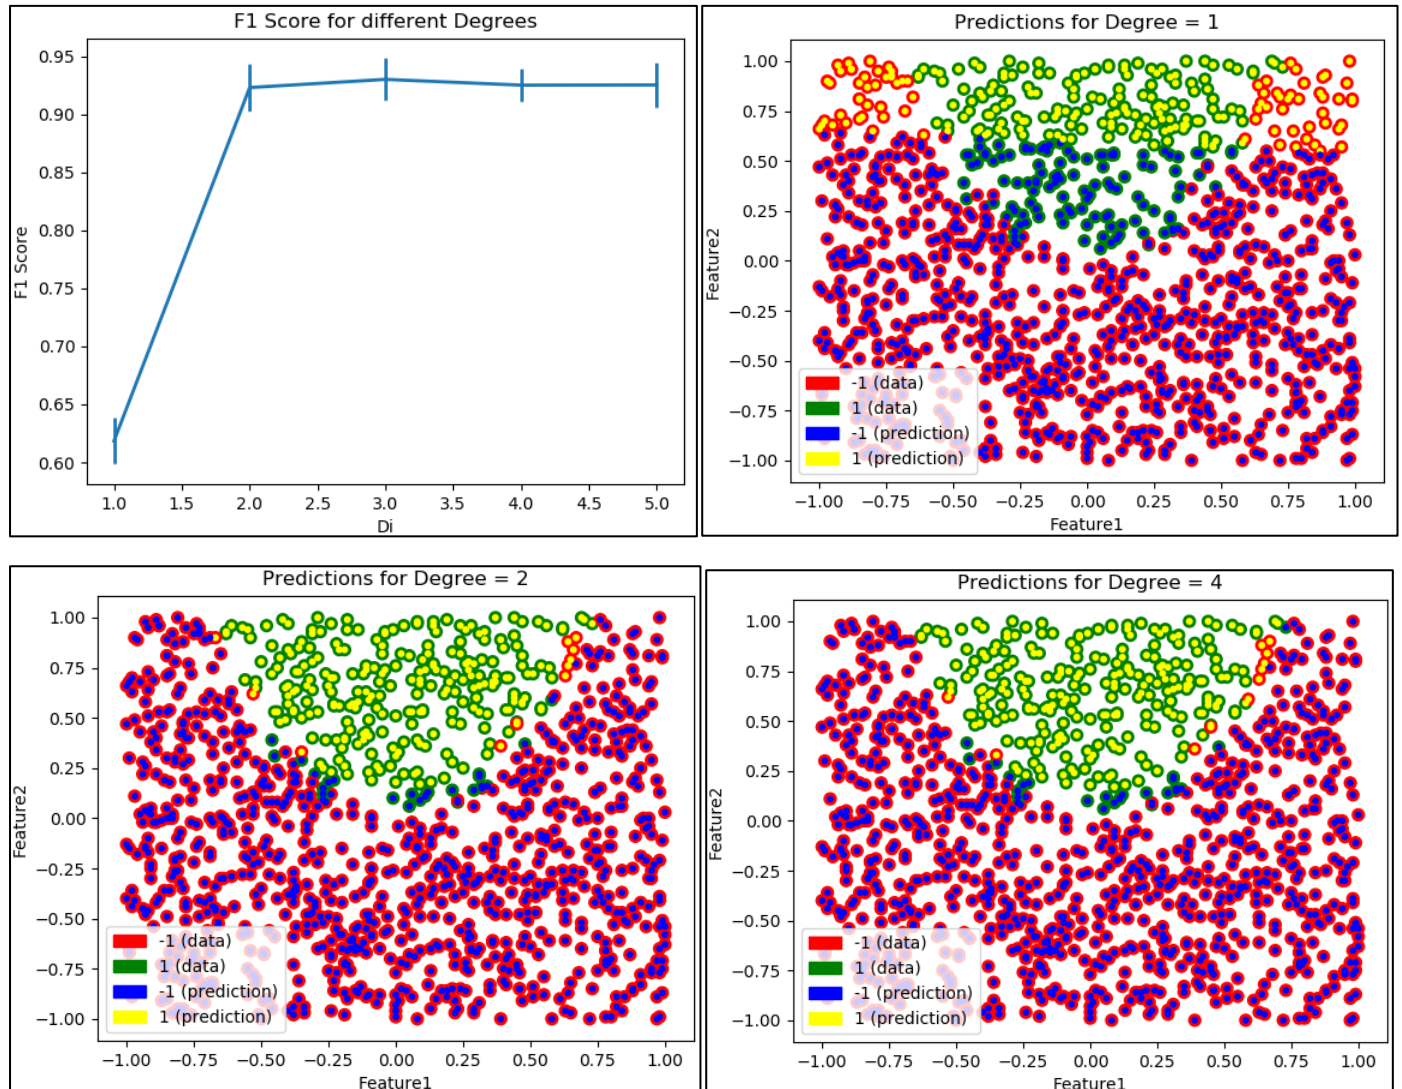 F1 Score for different Degrees
0.95
0.90
0.85
0.80
0.75
0.70
0.65
0.60
F1 Score
1.0 1.5 2.0 2.5 3.0 3.5 4.0 4.5 5.0
Di
Predictions for Degree = 1
1.00
0.75
0.50
0.25
0.00
−0.25
−0.50
−0.75
−1.00
Feature2
-1 (data)
1 (data)
-1 (prediction)
1 (prediction)
−1.00 −0.75 −0.50 −0.25 0.00 0.25 0.50 0.75 1.00
Feature1
Predictions for Degree = 2
1.00
0.75
0.50
0.25
0.00
−0.25
−0.50
−0.75
−1.00
Feature2
-1 (data)
1 (data)
-1 (prediction)
1 (prediction)
−1.00 −0.75 −0.50 −0.25 0.00 0.25 0.50 0.75 1.00
Feature1
Predictions for Degree = 4
1.00
0.75
0.50
0.25
0.00
−0.25
−0.50
−0.75
−1.00
Feature2
-1 (data)
1 (data)
-1 (prediction)
1 (prediction)
−1.00 −0.75 −0.50 −0.25 0.00 0.25 0.50 0.75 1.00
Feature1